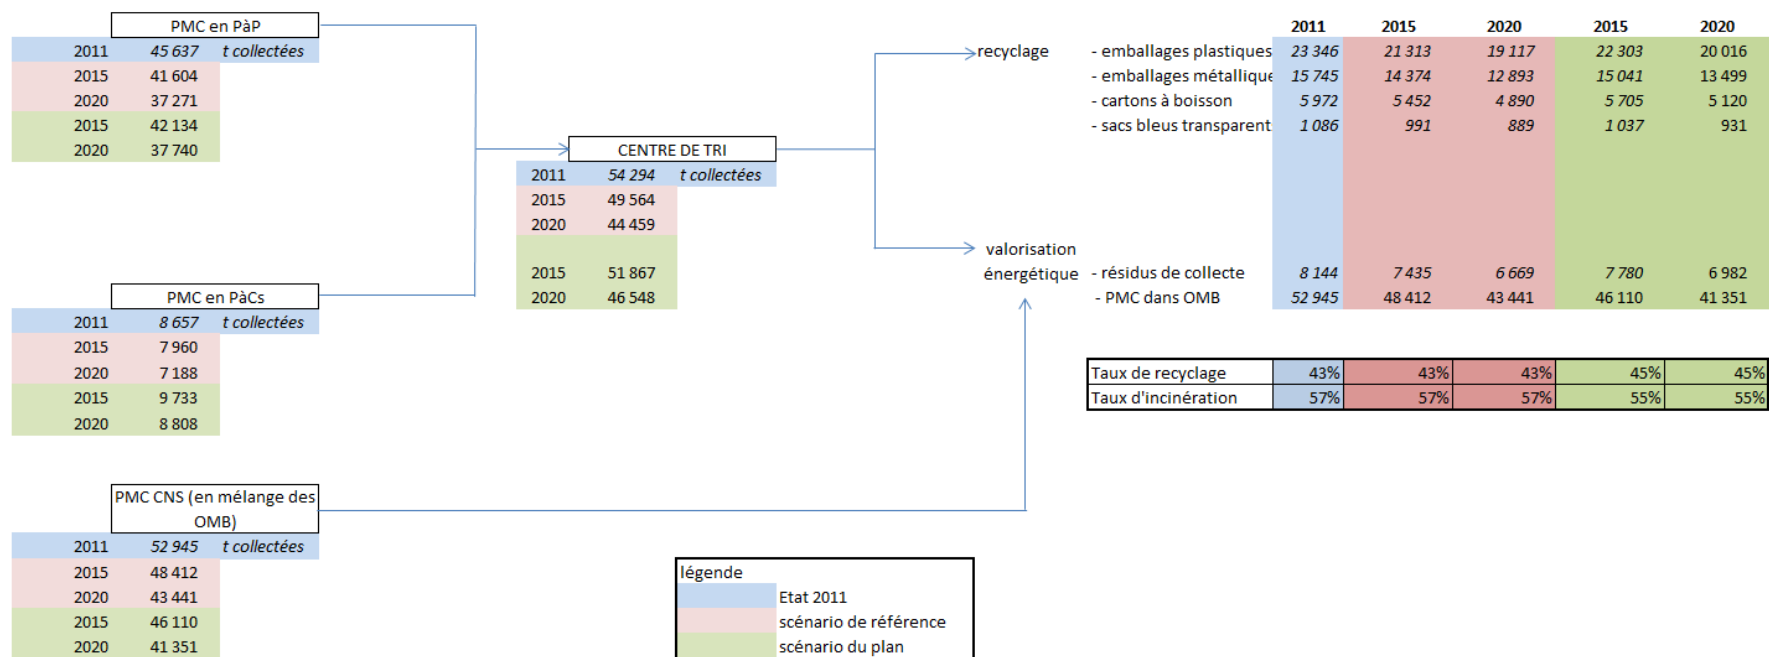 PMC en PàP
2011 45 637 t collectées
2015 41 604
2020 37 271
2015 42 134
2020 37 740
PMC en PàCs
2011 8 657 t collectées
2015 7 960
2020 7 188
2015 9 733
2020 8 808
PMC CNS (en mélange des
OMB)
2011 52 945 t collectées
2015 48 412
2020 43 441
2015 46 110
2020 41 351
CENTRE DE TRI
2011 54 294 t collectées
2015 49 564
2020 44 459
2015 51 867
2020 46 548
2011 2015 2020 2015 2020
recyclage - emballages plastiques 23 346 21 313 19 117 22 303 20 016
- emballages métallique 15 745 14 374 12 893 15 041 13 499
- cartons à boisson 5 972 5 452 4 890 5 705 5 120
- sacs bleus transparent 1 086 991 889 1 037 931
valorisation
énergétique - résidus de collecte 8 144 7 435 6 669 7 780 6 982
- PMC dans OMB 52 945 48 412 43 441 46 110 41 351
Taux de recyclage 43% 43% 43% 45% 45%
Taux d'incinération 57% 57% 57% 55% 55%
légende
Etat 2011
scénario de référence
scénario du plan